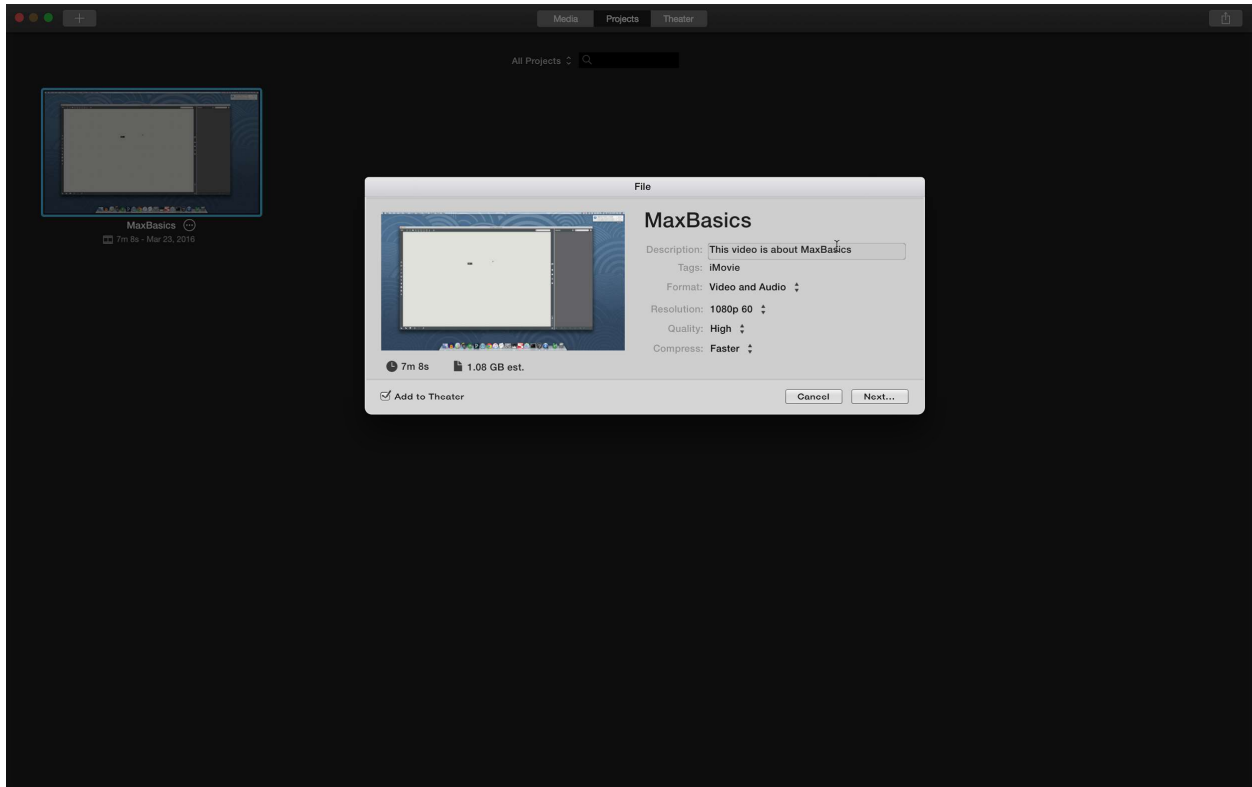 Media Projects Theater
All Projects
MaxBasics
7m 8s - Mar 23, 2016
File
MaxBasics
Description: This video is about MaxBasics
Tags: iMovie
Format: Video and Audio
Resolution: 1080p 60
Quality: High
Compress: Faster
7m 8s 1.08 GB est.
Add to Theater Cancel Next...